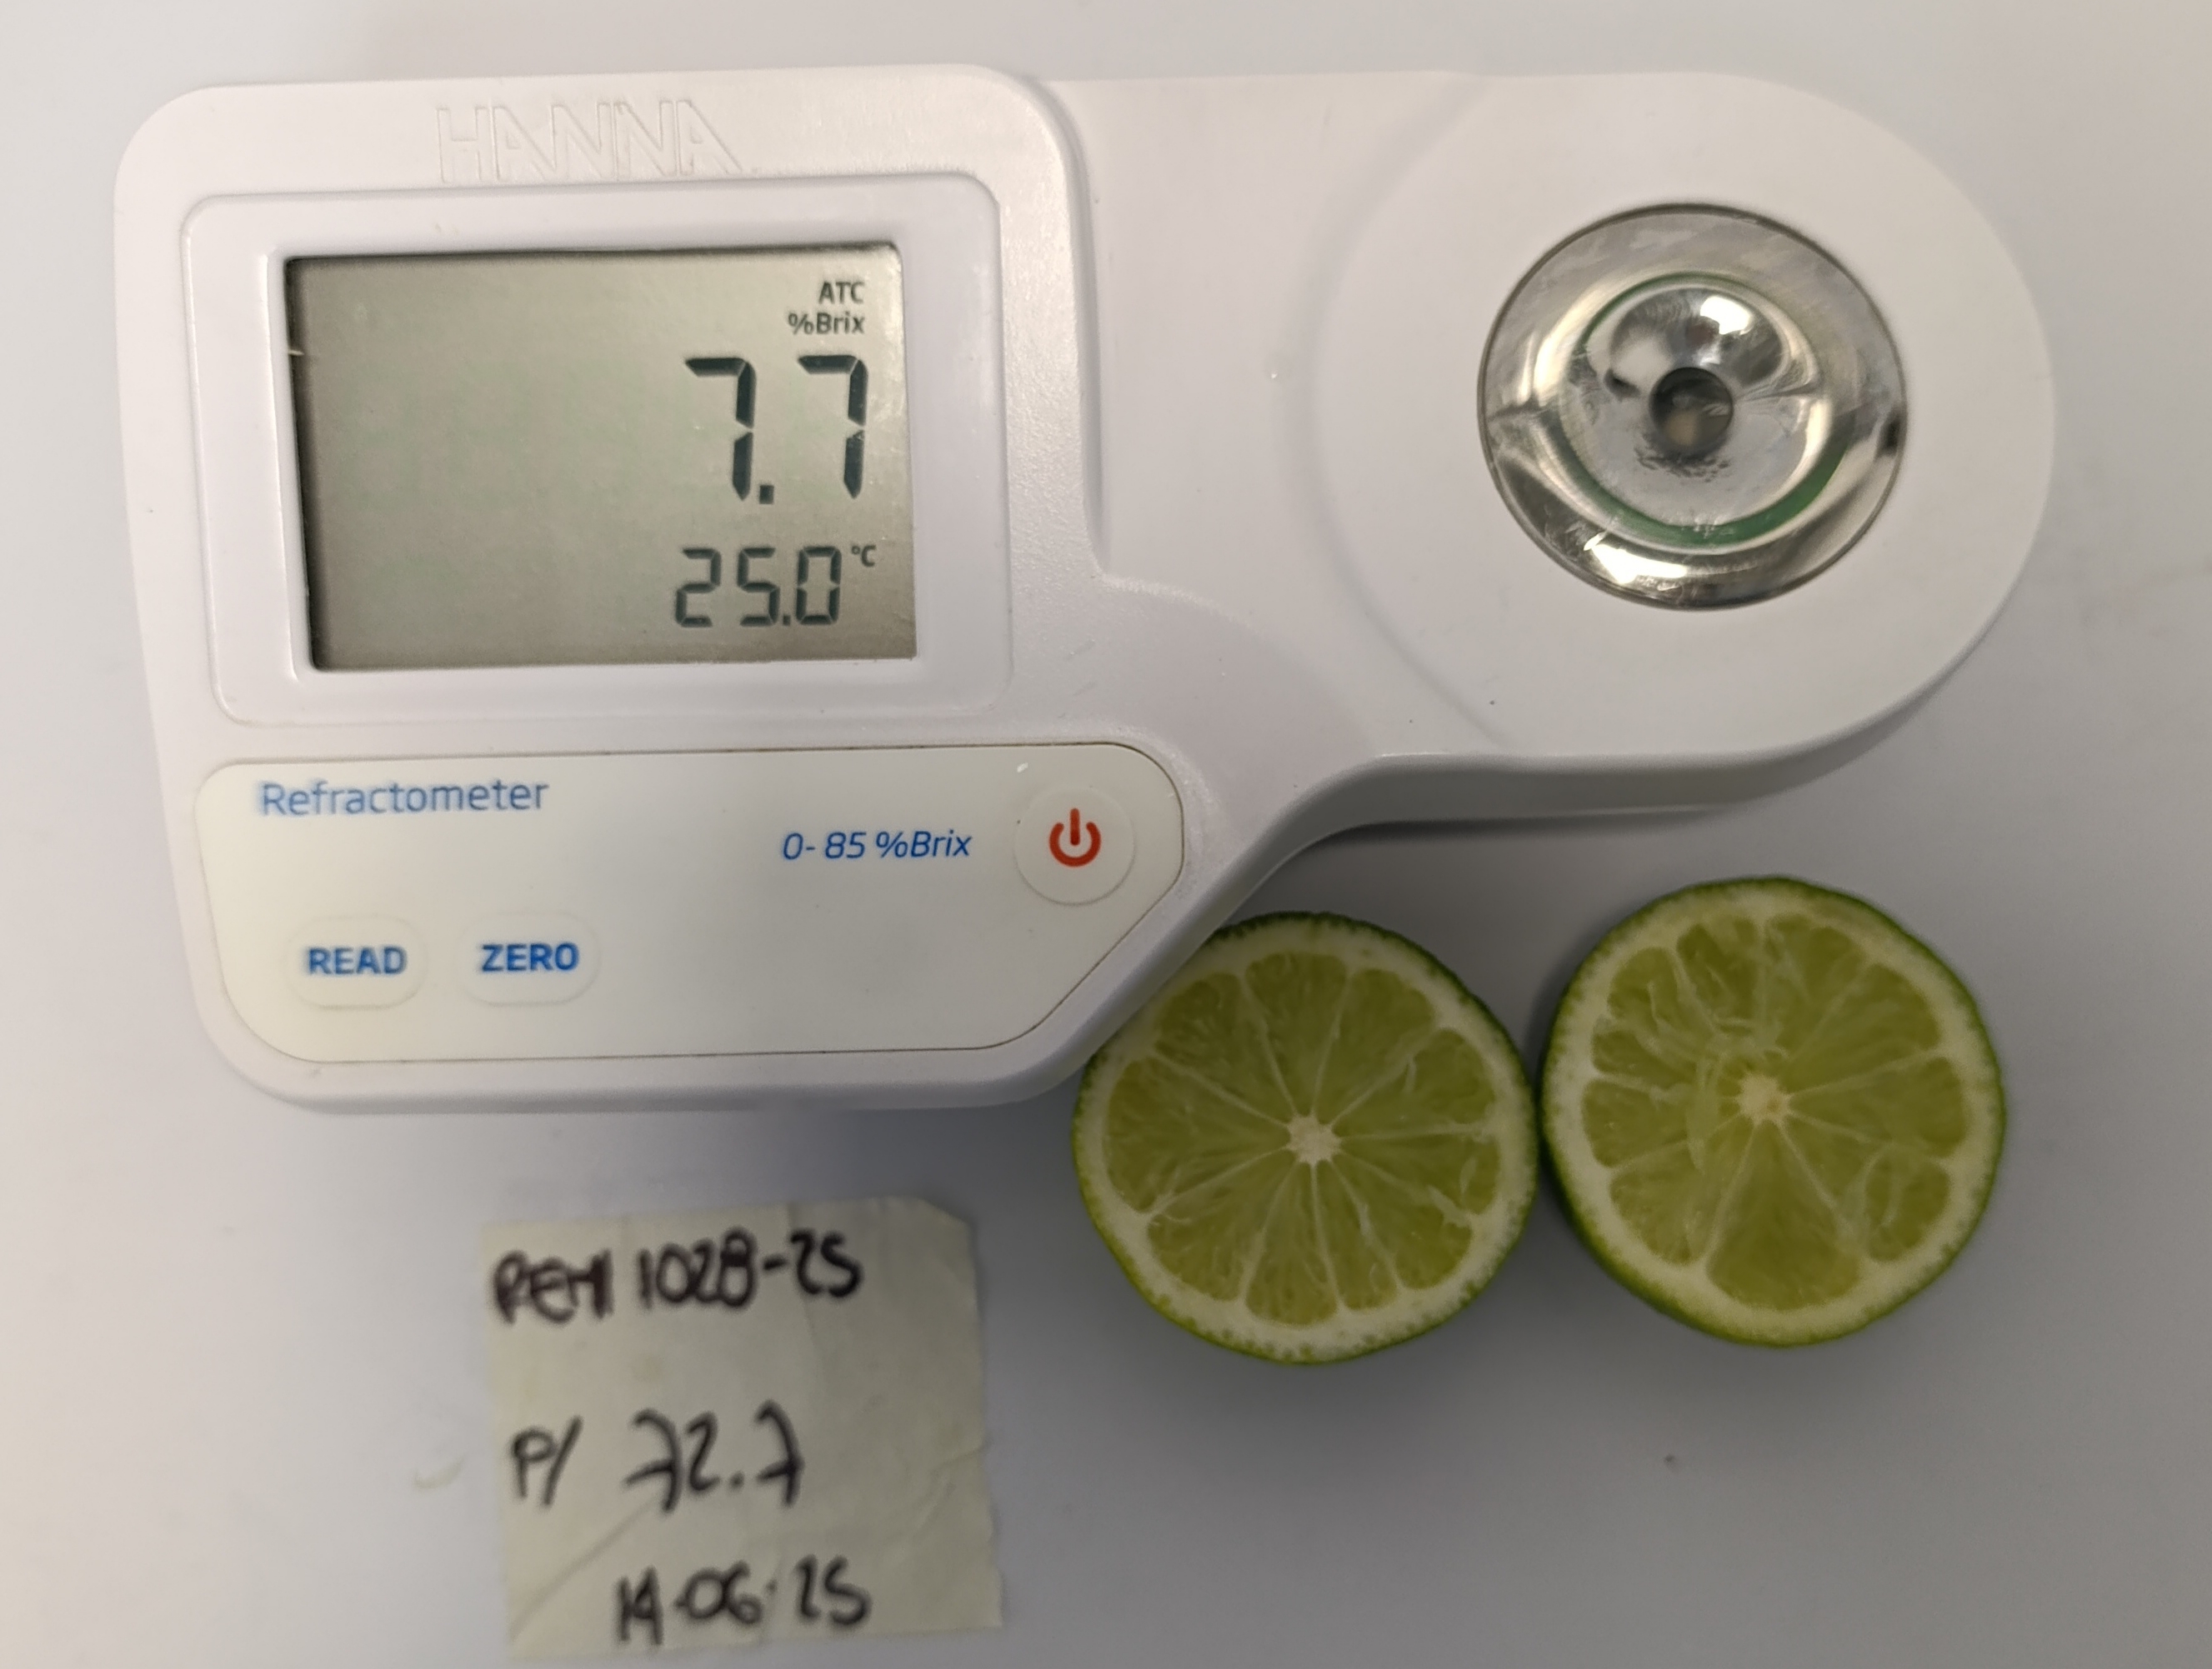 HANNA
ATC
%Brix
7.7
25.0 °C
Refractometer
0-85 %Brix
READ ZERO
REM 1028-25
P/ 72.7
14.06.25